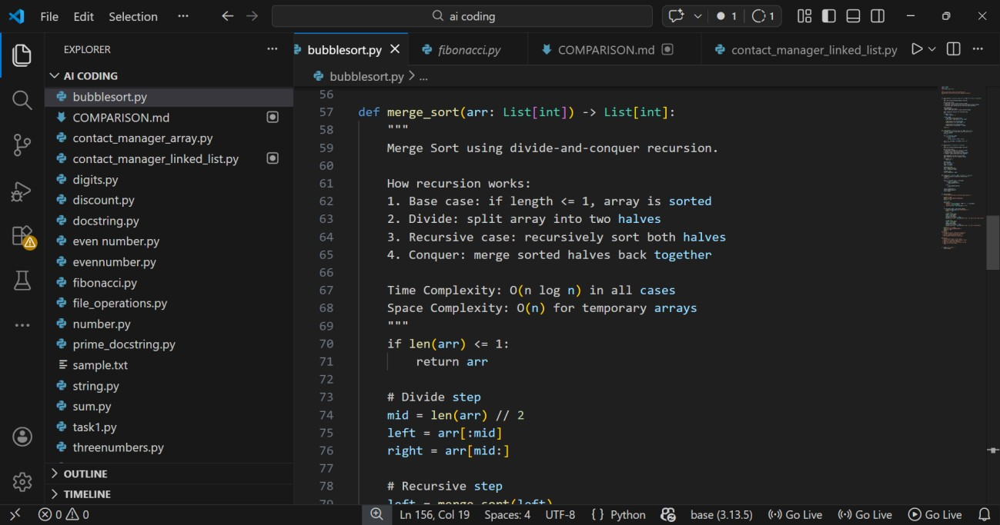 File Edit Selection ··· ai coding 1 1
EXPLORER ···
bubblesort.py fibonacci.py COMPARISON.md contact_manager_linked_list.py ···
AI CODING
bubblesort.py > ...
bubblesort.py
COMPARISON.md
contact_manager_array.py
contact_manager_linked_list.py
digits.py
discount.py
docstring.py
even number.py
evennumber.py
fibonacci.py
file_operations.py
number.py
prime_docstring.py
sample.txt
string.py
sum.py
task1.py
threenumbers.py
OUTLINE
TIMELINE
56
57 def merge_sort(arr: List[int]) -> List[int]:
58 """
59 Merge Sort using divide-and-conquer recursion.
60
61 How recursion works:
62 1. Base case: if length <= 1, array is sorted
63 2. Divide: split array into two halves
64 3. Recursive case: recursively sort both halves
65 4. Conquer: merge sorted halves back together
66
67 Time Complexity: O(n log n) in all cases
68 Space Complexity: O(n) for temporary arrays
69 """
70 if len(arr) <= 1:
71 return arr
72
73 # Divide step
74 mid = len(arr) // 2
75 left = arr[:mid]
76 right = arr[mid:]
77
78 # Recursive step
79 left = merge_sort(left)
0 0 Ln 156, Col 19 Spaces: 4 UTF-8 {} Python base (3.13.5) Go Live Go Live Go Live